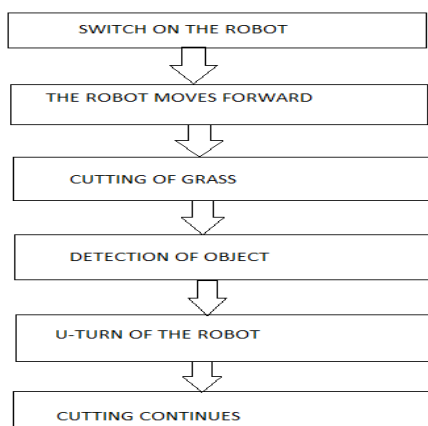 SWITCH ON THE ROBOT
THE ROBOT MOVES FORWARD
CUTTING OF GRASS
DETECTION OF OBJECT
U-TURN OF THE ROBOT
CUTTING CONTINUES